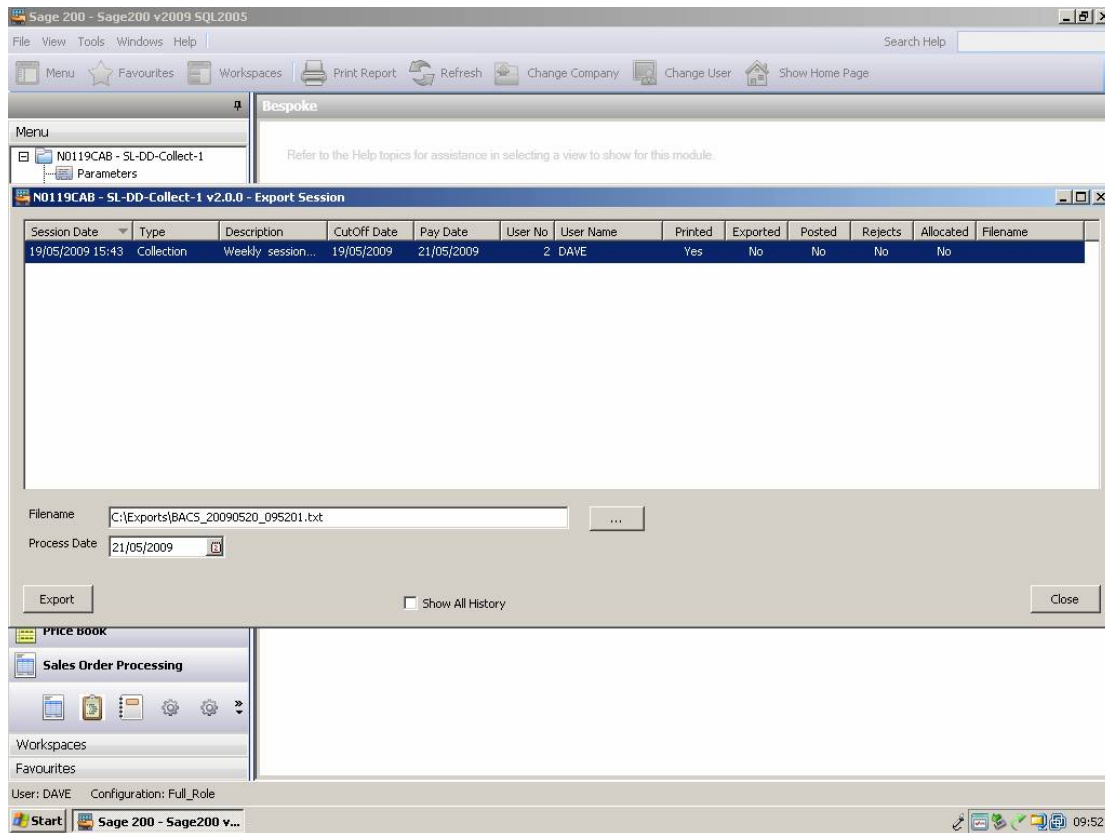 Sage 200 - Sage200 v2009 SQL2005
File View Tools Windows Help Search Help
Menu Favourites Workspaces Print Report Refresh Change Company Change User Show Home Page
Bespoke
Menu
N0119CAB - SL-DD-Collect-1
Refer to the Help topics for assistance in selecting a view to show for this module.
Parameters
N0119CAB - SL-DD-Collect-1 v2.0.0 - Export Session
Session Date Type Description CutOff Date Pay Date User No User Name Printed Exported Posted Rejects Allocated Filename
19/05/2009 15:43 Collection Weekly session... 19/05/2009 21/05/2009 2 DAVE Yes No No No No
Filename C:\Exports\BACS_20090520_095201.txt ...
Process Date 21/05/2009
Export Show All History Close
Price Book
Sales Order Processing
Workspaces
Favourites
User: DAVE Configuration: Full_Role
Start Sage 200 - Sage200 v... 09:52